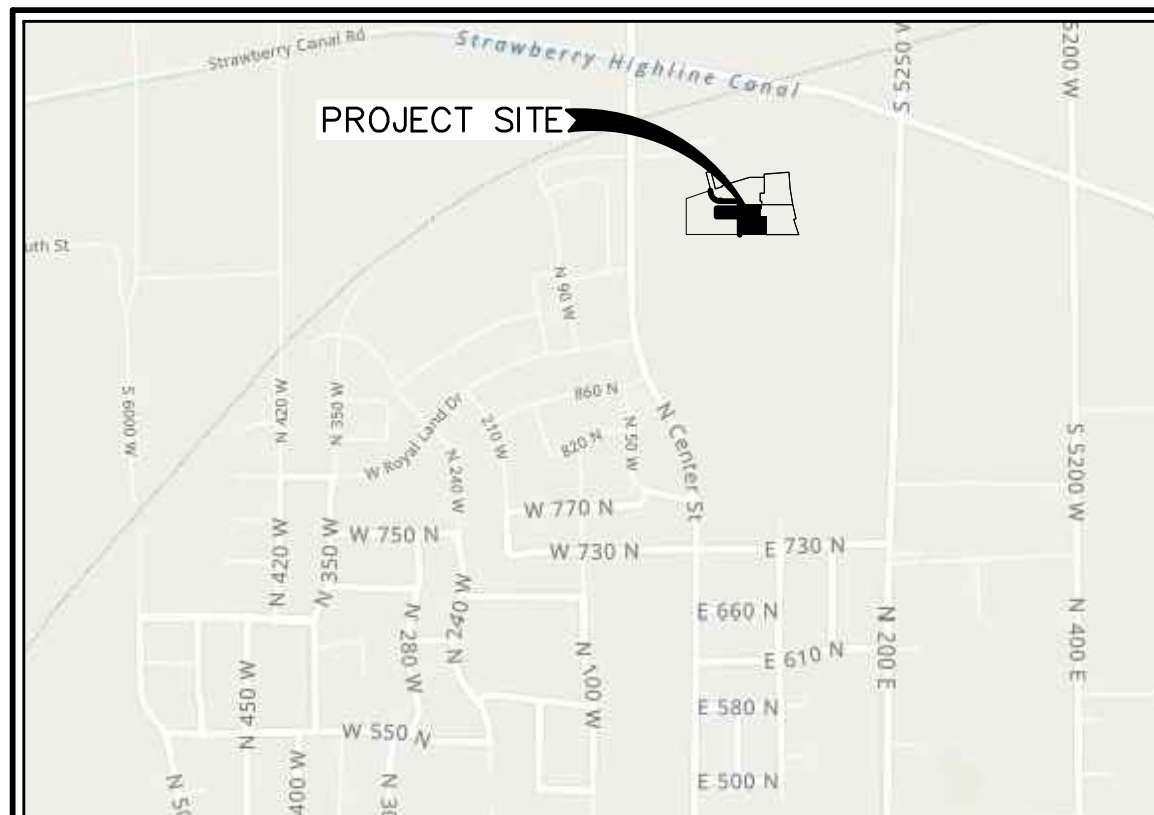 Strawberry Canal Rd
Strawberry Highline Canal
S 5250 W
5200 W
PROJECT SITE
uth St
N 90 W
S 6000 W
N 420 W
N 350 W
W Royal Land Dr
210 W
860 N
820 N
N 50 W
N Center St
N 240 W
S 5200 W
W 770 N
W 750 N
W 730 N
E 730 N
N 420 W
N 350 W
N 280 W
N 240 W
N 100 W
E 660 N
E 610 N
N 200 E
N 400 E
N 450 W
W 550 N
E 580 N
E 500 N
400 W